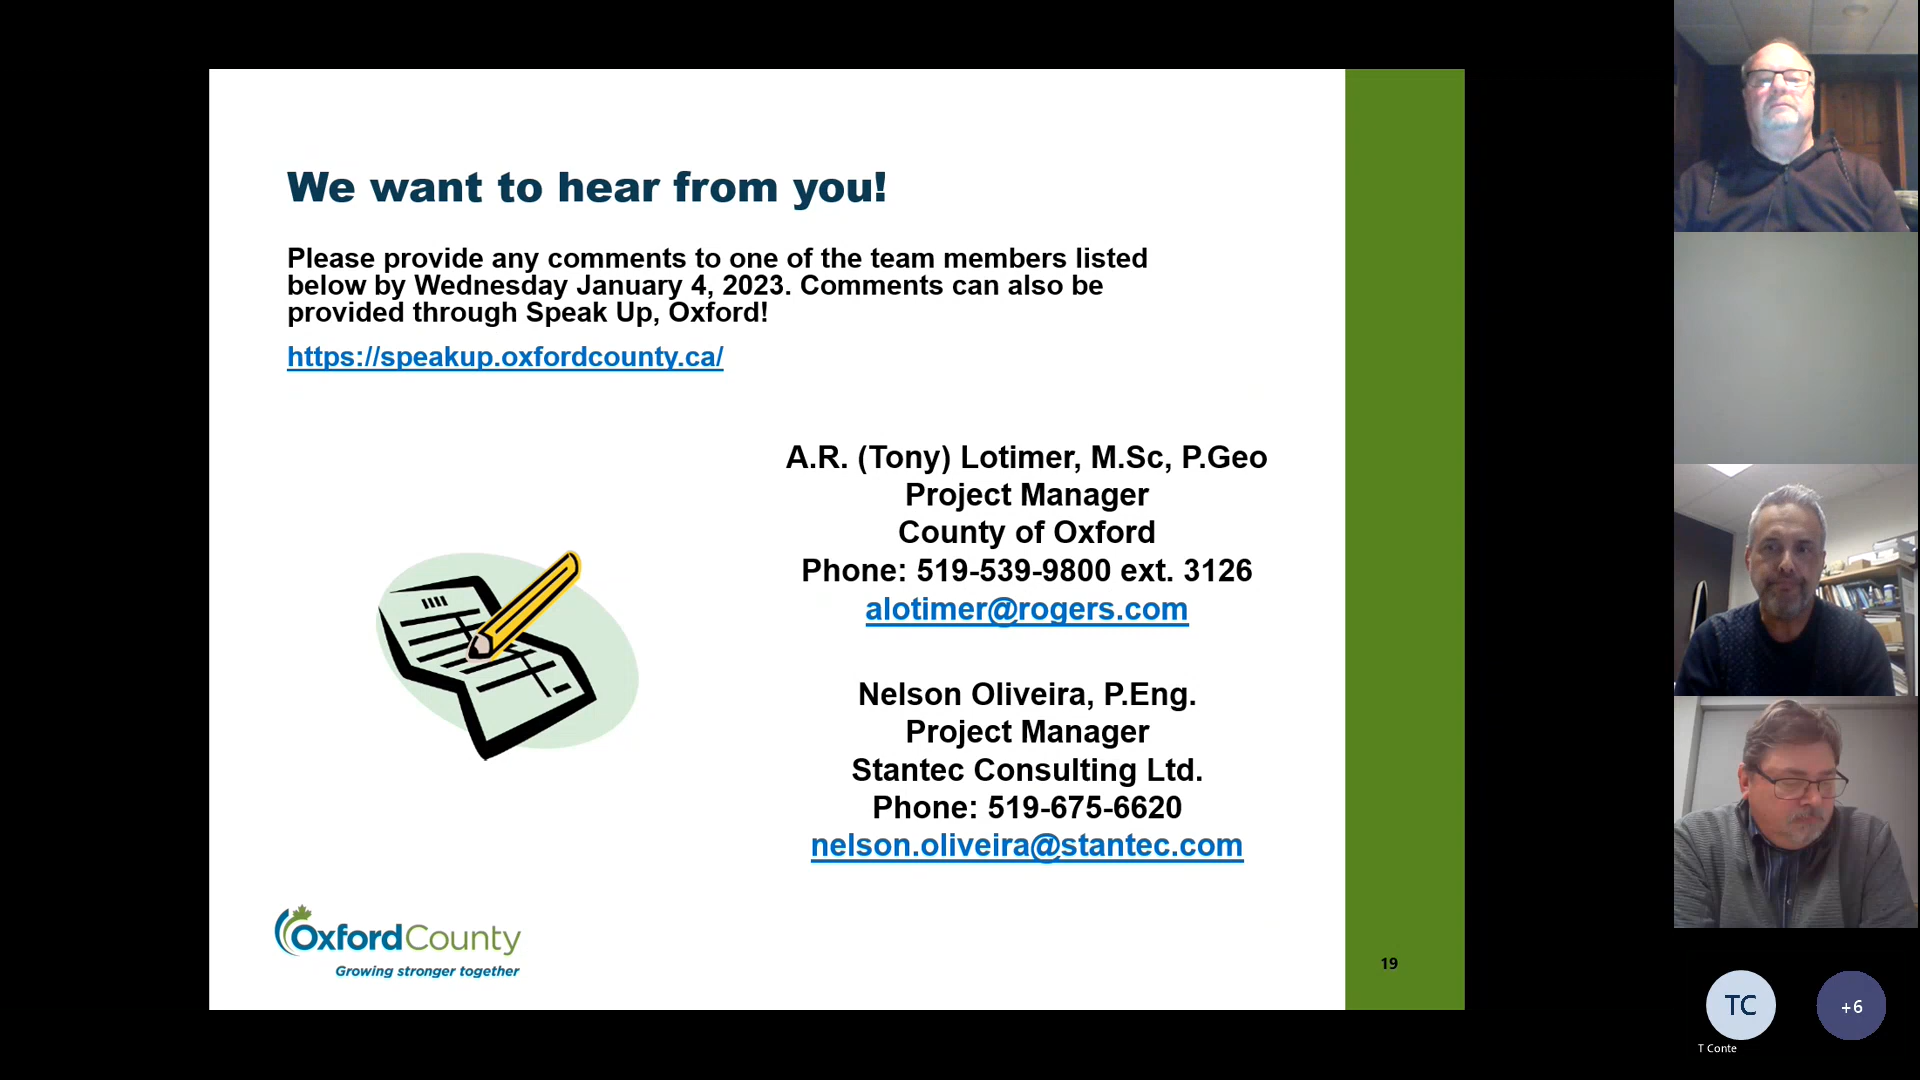 We want to hear from you!
Please provide any comments to one of the team members listed
below by Wednesday January 4, 2023. Comments can also be
provided through Speak Up, Oxford!
https://speakup.oxfordcounty.ca/
A.R. (Tony) Lotimer, M.Sc, P.Geo
Project Manager
County of Oxford
Phone: 519-539-9800 ext. 3126
alotimer@rogers.com
Nelson Oliveira, P.Eng.
Project Manager
Stantec Consulting Ltd.
Phone: 519-675-6620
nelson.oliveira@stantec.com
OxfordCounty
Growing stronger together
19
TC
+6
T Conte